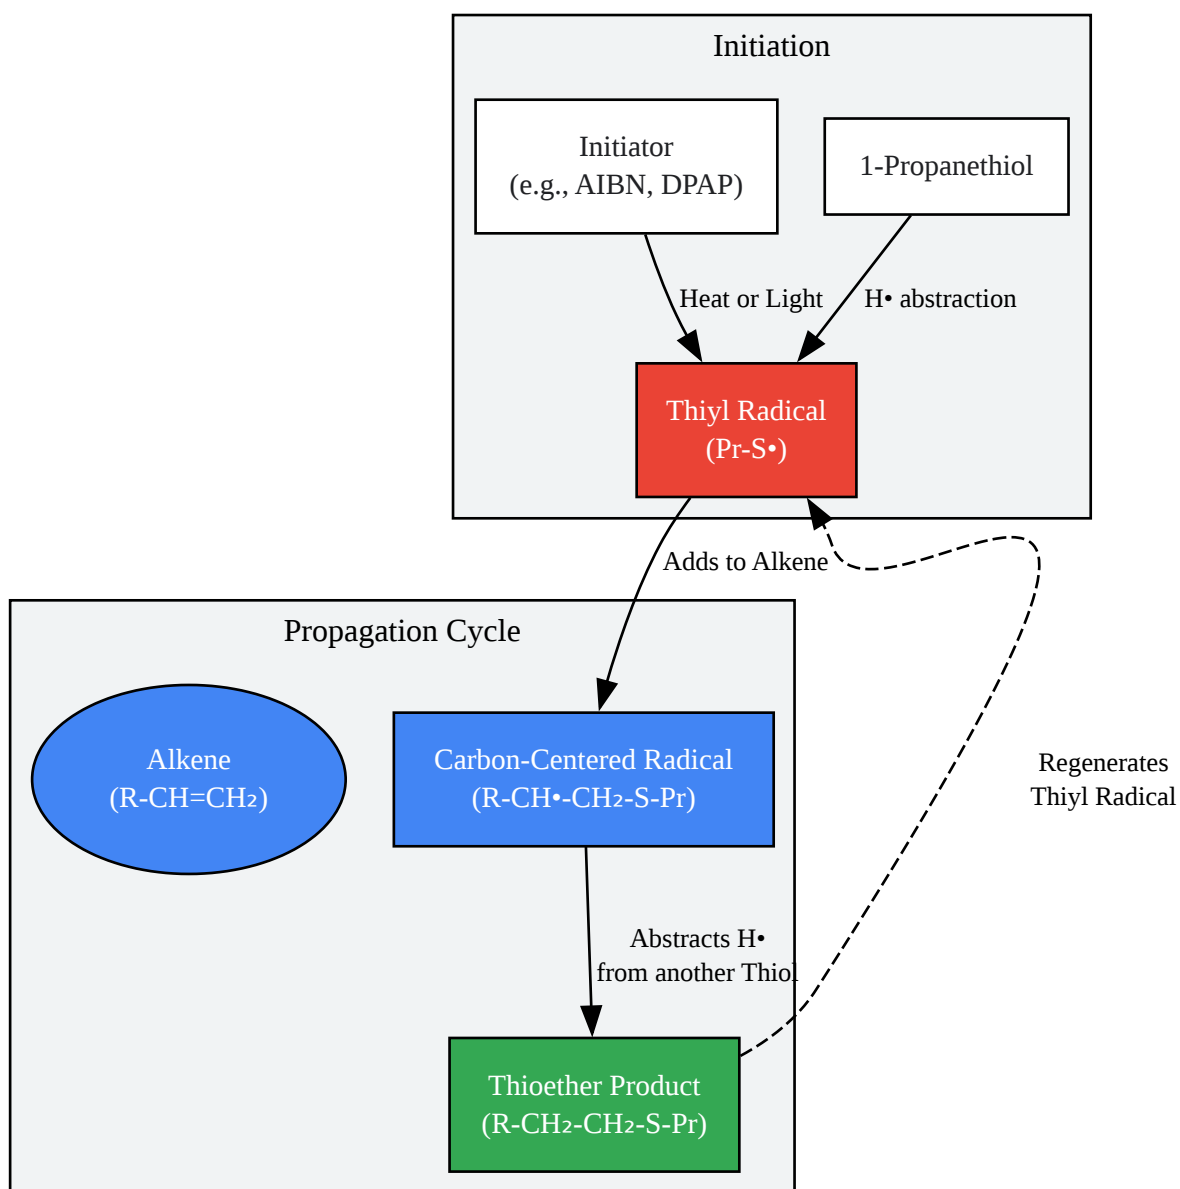 Initiation
Initiator
(e.g., AIBN, DPAP)
1-Propanethiol
Heat or Light
H• abstraction
Thiyl Radical
(Pr-S•)
Adds to Alkene
Propagation Cycle
Alkene
(R-CH=CH₂)
Carbon-Centered Radical
(R-CH•-CH₂-S-Pr)
Regenerates
Thiyl Radical
Abstracts H•
from another Thiol
Thioether Product
(R-CH₂-CH₂-S-Pr)